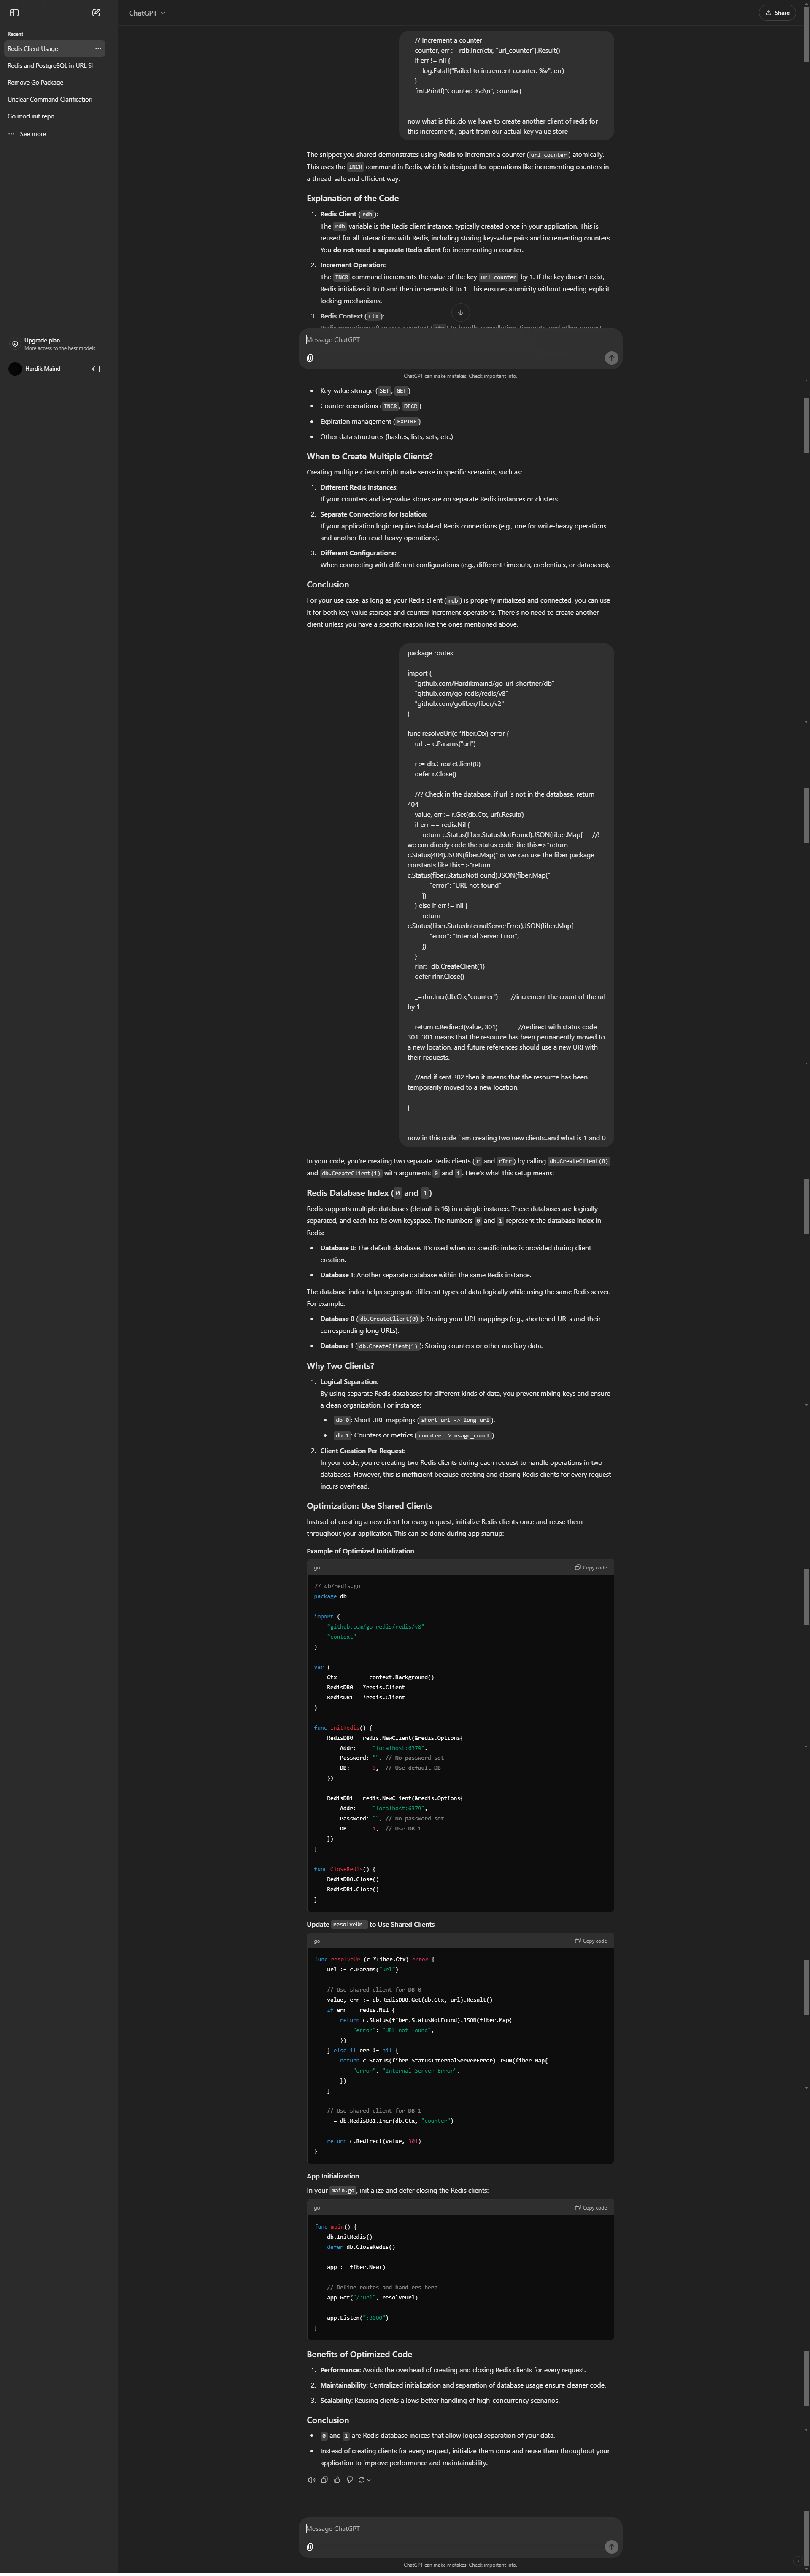 ChatGPT
Share
Recent
Redis Client Usage
Redis and PostgreSQL in URL S
Remove Go Package
Unclear Command Clarification
Go mod init repo
See more
Upgrade plan
More access to the best models
Hardik Maind
// Increment a counter
counter, err := rdb.Incr(ctx, "url_counter").Result()
if err != nil {
log.Fatalf("Failed to increment counter: %v", err)
}
fmt.Printf("Counter: %d\n", counter)
now what is this..do we have to create another client of redis for
this increament , apart from our actual key value store
The snippet you shared demonstrates using Redis to increment a counter ( url_counter ) atomically.
This uses the INCR command in Redis, which is designed for operations like incrementing counters in
a thread-safe and efficient way.
Explanation of the Code
1. Redis Client ( rdb ):
The rdb variable is the Redis client instance, typically created once in your application. This is
reused for all interactions with Redis, including storing key-value pairs and incrementing counters.
You do not need a separate Redis client for incrementing a counter.
2. Increment Operation:
The INCR command increments the value of the key url_counter by 1. If the key doesn't exist,
Redis initializes it to 0 and then increments it to 1. This ensures atomicity without needing explicit
locking mechanisms.
3. Redis Context ( ctx ):
Redis operations often use a context ( ctx ) to handle cancellation, timeouts, and other request-
Message ChatGPT
ChatGPT can make mistakes. Check important info.
• Key-value storage ( SET , GET )
• Counter operations ( INCR , DECR )
• Expiration management ( EXPIRE )
• Other data structures (hashes, lists, sets, etc.)
When to Create Multiple Clients?
Creating multiple clients might make sense in specific scenarios, such as:
1. Different Redis Instances:
If your counters and key-value stores are on separate Redis instances or clusters.
2. Separate Connections for Isolation:
If your application logic requires isolated Redis connections (e.g., one for write-heavy operations
and another for read-heavy operations).
3. Different Configurations:
When connecting with different configurations (e.g., different timeouts, credentials, or databases).
Conclusion
For your use case, as long as your Redis client ( rdb ) is properly initialized and connected, you can use
it for both key-value storage and counter increment operations. There's no need to create another
client unless you have a specific reason like the ones mentioned above.
package routes
import (
"github.com/Hardikmaind/go_url_shortner/db"
"github.com/go-redis/redis/v8"
"github.com/gofiber/fiber/v2"
)
func resolveUrl(c *fiber.Ctx) error {
url := c.Params("url")
r := db.CreateClient(0)
defer r.Close()
//? Check in the database. if url is not in the database, return
404
value, err := r.Get(db.Ctx, url).Result()
if err == redis.Nil {
return c.Status(fiber.StatusNotFound).JSON(fiber.Map{ //!
we can direcly code the status code like this=>"return
c.Status(404).JSON(fiber.Map{" or we can use the fiber package
constants like this=>"return
c.Status(fiber.StatusNotFound).JSON(fiber.Map{"
"error": "URL not found",
})
} else if err != nil {
return
c.Status(fiber.StatusInternalServerError).JSON(fiber.Map{
"error": "Internal Server Error",
})
}
rInr:=db.CreateClient(1)
defer rInr.Close()
_=rInr.Incr(db.Ctx,"counter") //increment the count of the url
by 1
return c.Redirect(value, 301) //redirect with status code
301. 301 means that the resource has been permanently moved to
a new location, and future references should use a new URI with
their requests.
//and if sent 302 then it means that the resource has been
temporarily moved to a new location.
}
now in this code i am creating two new clients..and what is 1 and 0
In your code, you're creating two separate Redis clients ( r and rInr ) by calling db.CreateClient(0)
and db.CreateClient(1) with arguments 0 and 1 . Here's what this setup means:
Redis Database Index ( 0 and 1 )
Redis supports multiple databases (default is 16) in a single instance. These databases are logically
separated, and each has its own keyspace. The numbers 0 and 1 represent the database index in
Redis:
• Database 0: The default database. It's used when no specific index is provided during client
creation.
• Database 1: Another separate database within the same Redis instance.
The database index helps segregate different types of data logically while using the same Redis server.
For example:
• Database 0 ( db.CreateClient(0) ): Storing your URL mappings (e.g., shortened URLs and their
corresponding long URLs).
• Database 1 ( db.CreateClient(1) ): Storing counters or other auxiliary data.
Why Two Clients?
1. Logical Separation:
By using separate Redis databases for different kinds of data, you prevent mixing keys and ensure
a clean organization. For instance:
• db 0 : Short URL mappings ( short_url -> long_url ).
• db 1 : Counters or metrics ( counter -> usage_count ).
2. Client Creation Per Request:
In your code, you're creating two Redis clients during each request to handle operations in two
databases. However, this is inefficient because creating and closing Redis clients for every request
incurs overhead.
Optimization: Use Shared Clients
Instead of creating a new client for every request, initialize Redis clients once and reuse them
throughout your application. This can be done during app startup:
Example of Optimized Initialization
go
Copy code
// db/redis.go
package db
import (
"github.com/go-redis/redis/v8"
"context"
)
var (
Ctx = context.Background()
RedisDB0 *redis.Client
RedisDB1 *redis.Client
)
func InitRedis() {
RedisDB0 = redis.NewClient(&redis.Options{
Addr: "localhost:6379",
Password: "", // No password set
DB: 0, // Use default DB
})
RedisDB1 = redis.NewClient(&redis.Options{
Addr: "localhost:6379",
Password: "", // No password set
DB: 1, // Use DB 1
})
}
func CloseRedis() {
RedisDB0.Close()
RedisDB1.Close()
}
Update resolveUrl to Use Shared Clients
go
Copy code
func resolveUrl(c *fiber.Ctx) error {
url := c.Params("url")
// Use shared client for DB 0
value, err := db.RedisDB0.Get(db.Ctx, url).Result()
if err == redis.Nil {
return c.Status(fiber.StatusNotFound).JSON(fiber.Map{
"error": "URL not found",
})
} else if err != nil {
return c.Status(fiber.StatusInternalServerError).JSON(fiber.Map{
"error": "Internal Server Error",
})
}
// Use shared client for DB 1
_ = db.RedisDB1.Incr(db.Ctx, "counter")
return c.Redirect(value, 301)
}
App Initialization
In your main.go , initialize and defer closing the Redis clients:
go
Copy code
func main() {
db.InitRedis()
defer db.CloseRedis()
app := fiber.New()
// Define routes and handlers here
app.Get("/:url", resolveUrl)
app.Listen(":3000")
}
Benefits of Optimized Code
1. Performance: Avoids the overhead of creating and closing Redis clients for every request.
2. Maintainability: Centralized initialization and separation of database usage ensure cleaner code.
3. Scalability: Reusing clients allows better handling of high-concurrency scenarios.
Conclusion
• 0 and 1 are Redis database indices that allow logical separation of your data.
• Instead of creating clients for every request, initialize them once and reuse them throughout your
application to improve performance and maintainability.
Message ChatGPT
ChatGPT can make mistakes. Check important info.
?